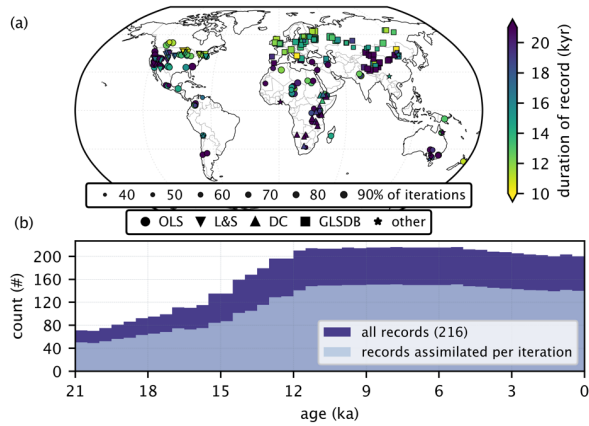 (a)
20
18
16
14
12
10
duration of record (kyr)
40 50 60 70 80 90% of iterations
OLS L&S DC GLSDB other
(b)
200
160
120
80
40
0
count (#)
all records (216)
records assimilated per iteration
21 18 15 12 9 6 3 0
age (ka)